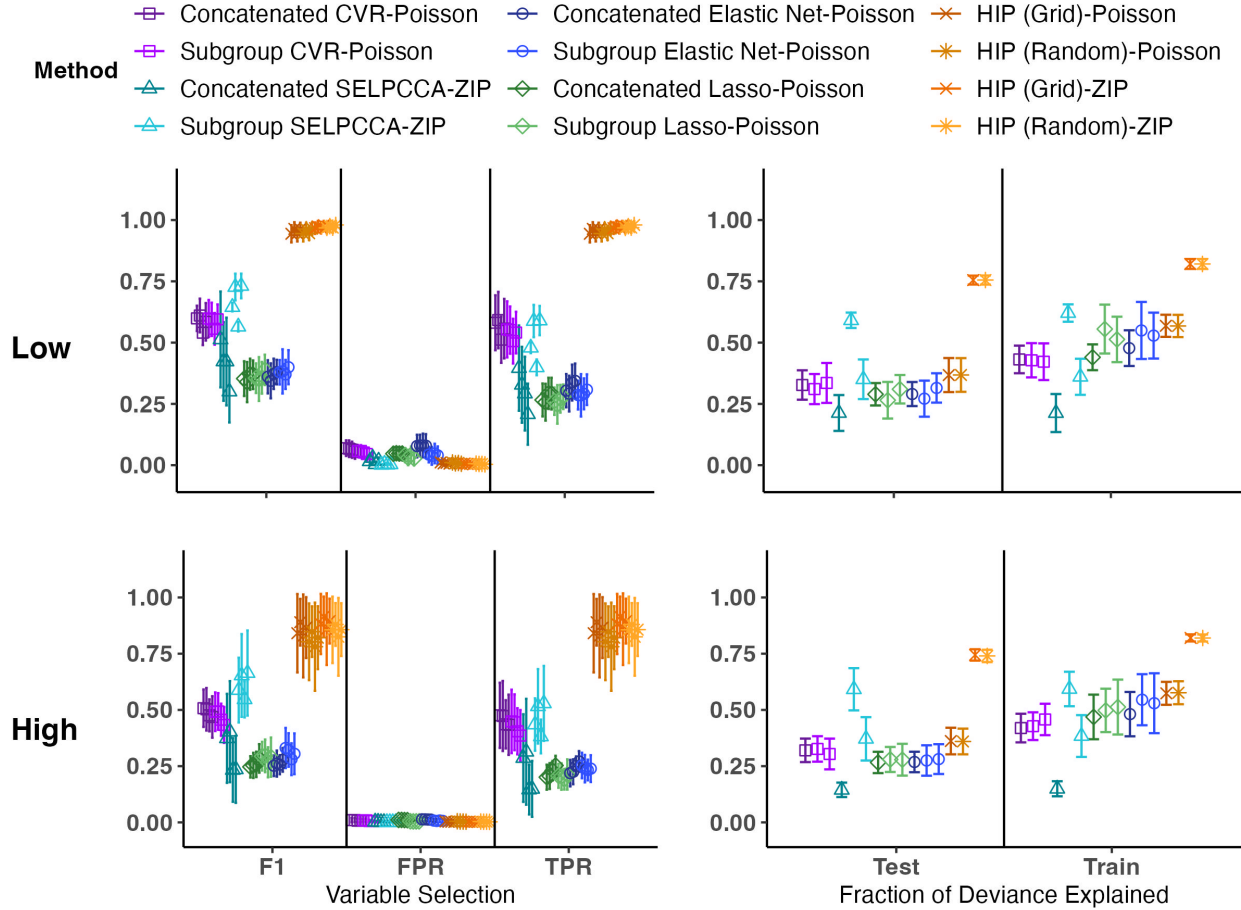 Method
Concatenated CVR-Poisson
Subgroup CVR-Poisson
Concatenated SELPCCA-ZIP
Subgroup SELPCCA-ZIP
Concatenated Elastic Net-Poisson
Subgroup Elastic Net-Poisson
Concatenated Lasso-Poisson
Subgroup Lasso-Poisson
HIP (Grid)-Poisson
HIP (Random)-Poisson
HIP (Grid)-ZIP
HIP (Random)-ZIP
Low
1.00
0.75
0.50
0.25
0.00
1.00
0.75
0.50
0.25
0.00
High
1.00
0.75
0.50
0.25
0.00
F1 FPR TPR
Variable Selection
1.00
0.75
0.50
0.25
0.00
Test Train
Fraction of Deviance Explained